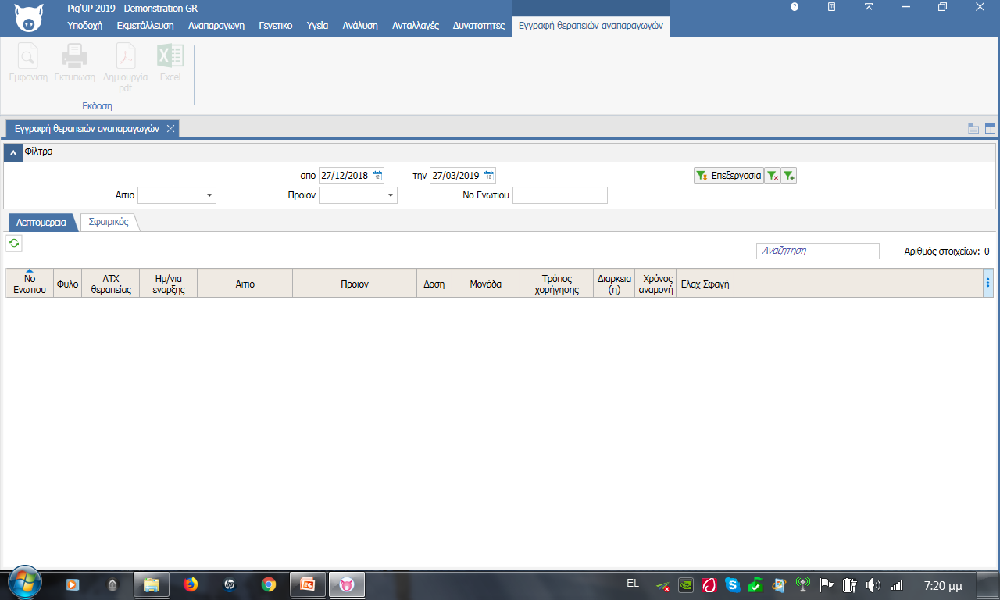 Pig'UP 2019 - Demonstration GR
Υποδοχή Εκμετάλλευση Αναπαραγωγη Γενετικο Υγεία Ανάλυση Ανταλλαγές Δυνατοτητες Εγγραφή θεραπειών αναπαραγωγών
Εμφανιση Εκτυπωση Δημιουργία pdf Excel
Εκδοση
Εγγραφή θεραπειών αναπαραγωγών
Φίλτρα
απο 27/12/2018 την 27/03/2019 Επεξεργασια
Αιτιο Προιον Νο Ενωτιου
Λεπτομερεια Σφαιρικός
Αναζητηση Αριθμός στοιχείων: 0
Νο Ενωτιου Φυλο ΑΤΧ θεραπείας Ημ/νια εναρξης Αιτιο Προιον Δοση Μονάδα Τρόπος χορήγησης Διαρκεια (η) Χρόνος αναμονή Ελαχ Σφαγή
EL 7:20 μμ